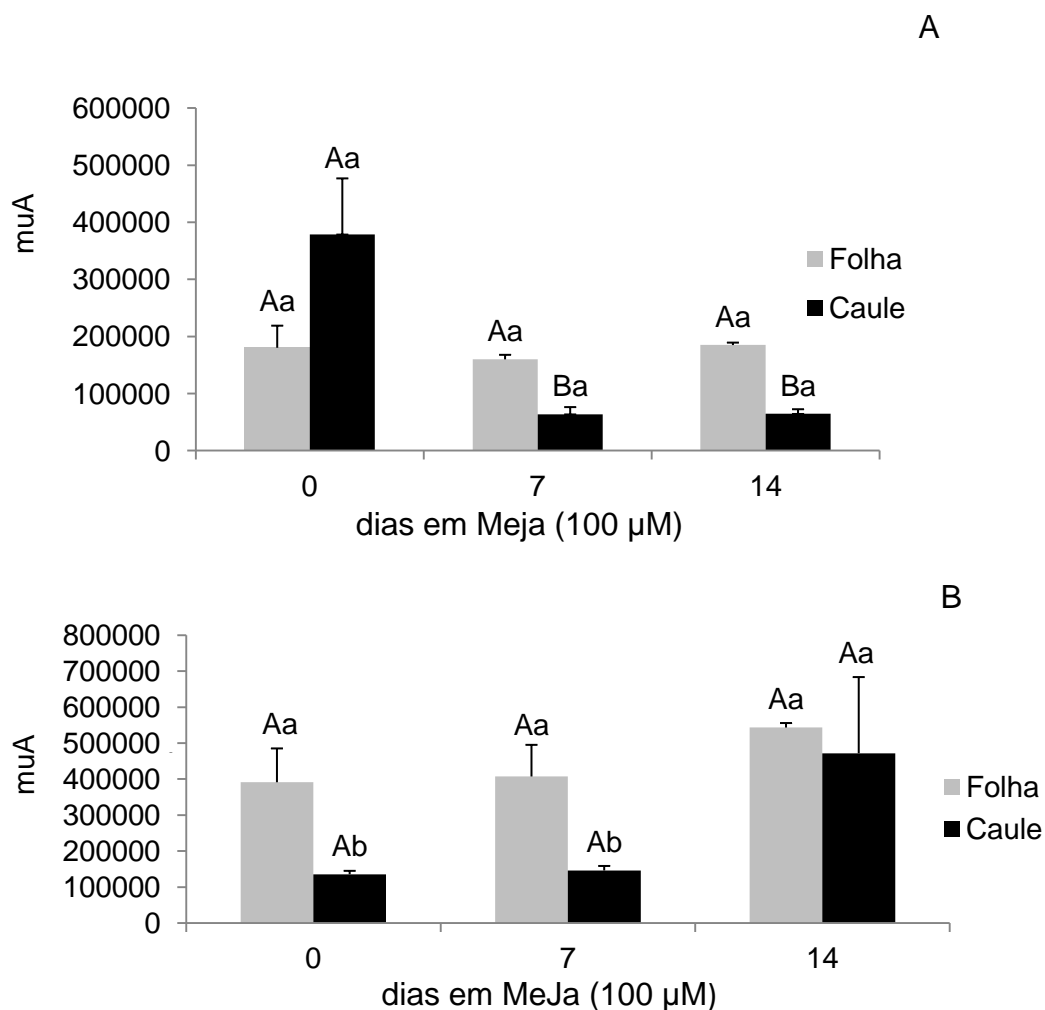 A
600000
500000
400000
300000
200000
100000
0
muA
Aa
Aa
Aa
Ba
Aa
Ba
Folha
Caule
0
7
14
dias em Meja (100 µM)
B
800000
700000
600000
500000
400000
300000
200000
100000
0
muA
Aa
Ab
Aa
Ab
Aa
Aa
Folha
Caule
0
7
14
dias em MeJa (100 µM)